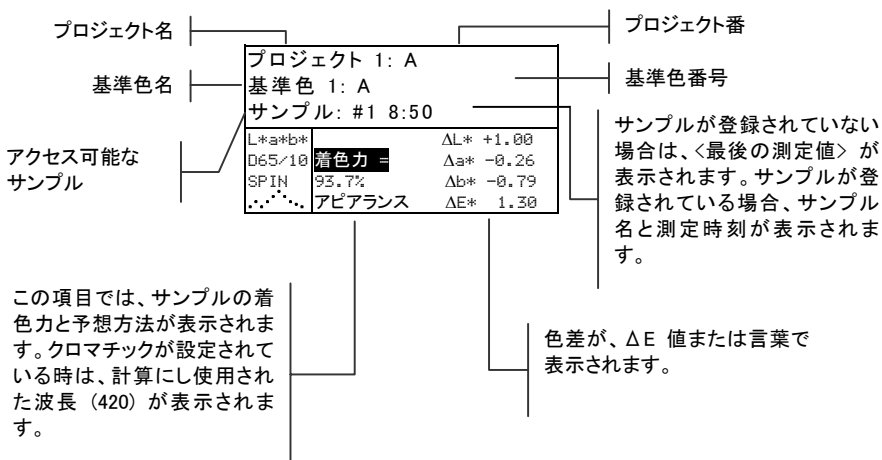 プロジェクト名
プロジェクト番
基準色名
基準色番号
プロジェクト 1: A
基準色 1: A
サンプル: #1 8:50
L*a*b*
D65/10
SPIN
着色力 =
93.7%
アピアランス
ΔL* +1.00
Δa* -0.26
Δb* -0.79
ΔE* 1.30
アクセス可能な
サンプル
サンプルが登録されていない
場合は、<最後の測定値> が
表示されます。サンプルが登
録されている場合、サンプル
名と測定時刻が表示されま
す。
この項目では、サンプルの着
色力と予想方法が表示されま
す。クロマチックが設定されて
いる時は、計算にし使用され
た波長 (420) が表示されま
す。
色差が、ΔE 値または言葉で
表示されます。